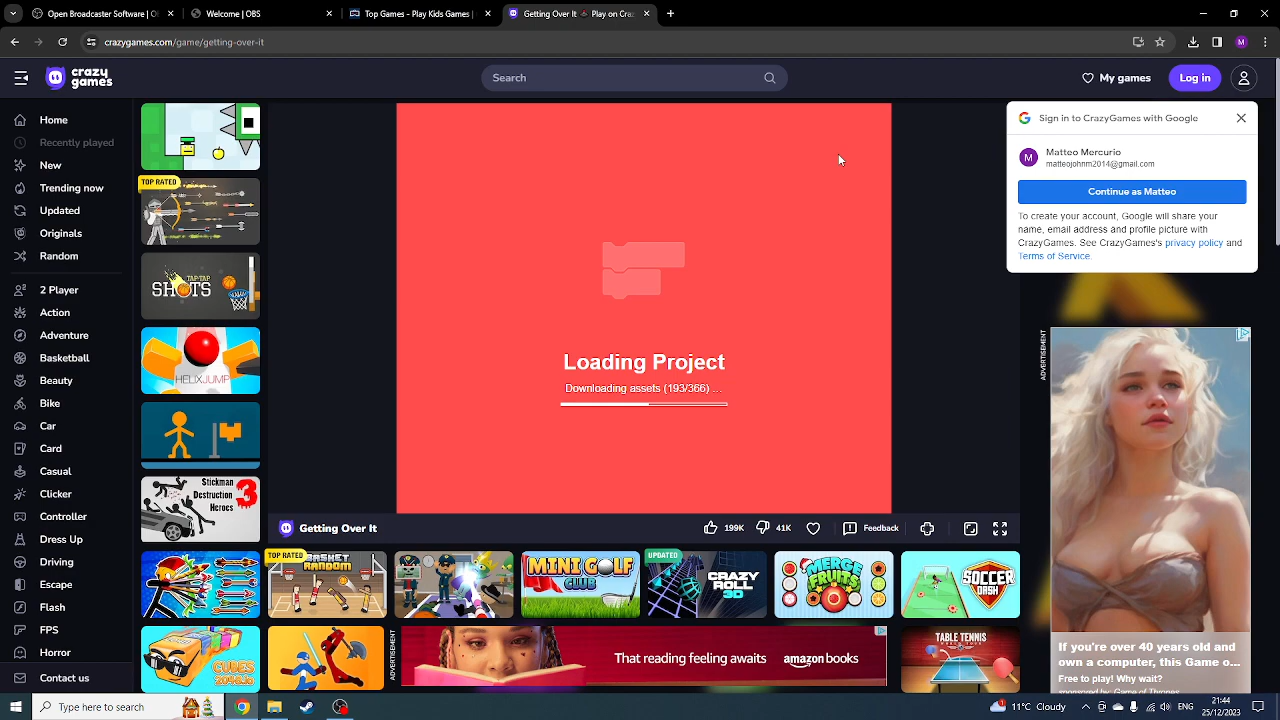 Open Broadcaster Software | O
Welcome | OBS
Top Games - Play Kids Games |
Getting Over It
Play on Cra
crazygames.com/game/getting-over-it
M
crazy
games
Search
My games
Log in
Home
Recently played
New
Trending now
Updated
Originals
Random
2 Player
Action
Adventure
Basketball
Beauty
Bike
Car
Card
Casual
Clicker
Controller
Dress Up
Driving
Escape
Flash
FPS
Horror
Contact us
TOP RATED
TAP TAP
SHOTS
HELIX JUMP
Stickman
Destruction 3
Heroes
CUBES
2048.io
Loading Project
Downloading assets (193/366) ...
Getting Over It
199K
41K
Feedback
TOP RATED
BASKET
RANDOM
MINI GOLF
CLUB
UPDATED
CRAZY
ROLL 3D
MERGE
FRUITS
SOCCER
DASH
ADVERTISEMENT
That reading feeling awaits
amazon books
TABLE TENNIS
Sign in to CrazyGames with Google
M
Matteo Mercurio
matteojohnm2014@gmail.com
Continue as Matteo
To create your account, Google will share your
name, email address and profile picture with
CrazyGames. See CrazyGames's privacy policy and
Terms of Service.
ADVERTISEMENT
If you're over 40 years old and
own a computer, this Game o...
Free to play! Why wait?
sponsored by: Game of Thrones
Type here to search
11°C Cloudy
ENG
21:44
25/12/2023